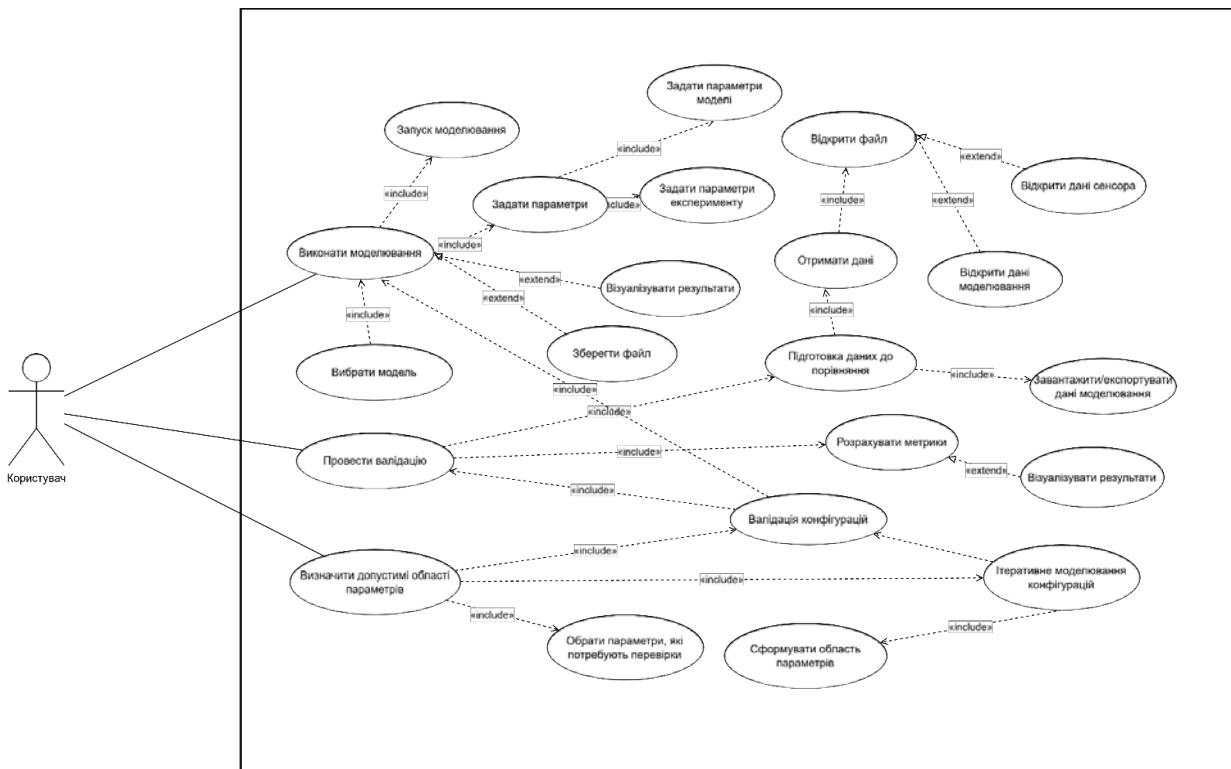 Задати параметри
моделі
Запуск моделювання
Відкрити файл
«include»
«extend»
Відкрити дані сенсора
«include»
Задати параметри
Задати параметри
експерименту
«include»
«include»
«extend»
«include»
Виконати моделювання
Отримати дані
Відкрити дані
моделювання
«extend»
Візуалізувати результати
«extend»
«include»
«include»
Зберегти файл
Підготовка даних до
порівняння
Вибрати модель
«include»
Завантажити/експортувати
дані моделювання
«include»
«include»
Користувач
Провести валідацію
«include»
Розрахувати метрики
«extend»
Візуалізувати результати
«include»
Валідація конфігурацій
«include»
Визначити допустимі області
параметрів
«include»
Ітеративне моделювання
конфігурацій
«include»
«include»
Обрати параметри, які
потребують перевірки
Сформувати область
параметрів